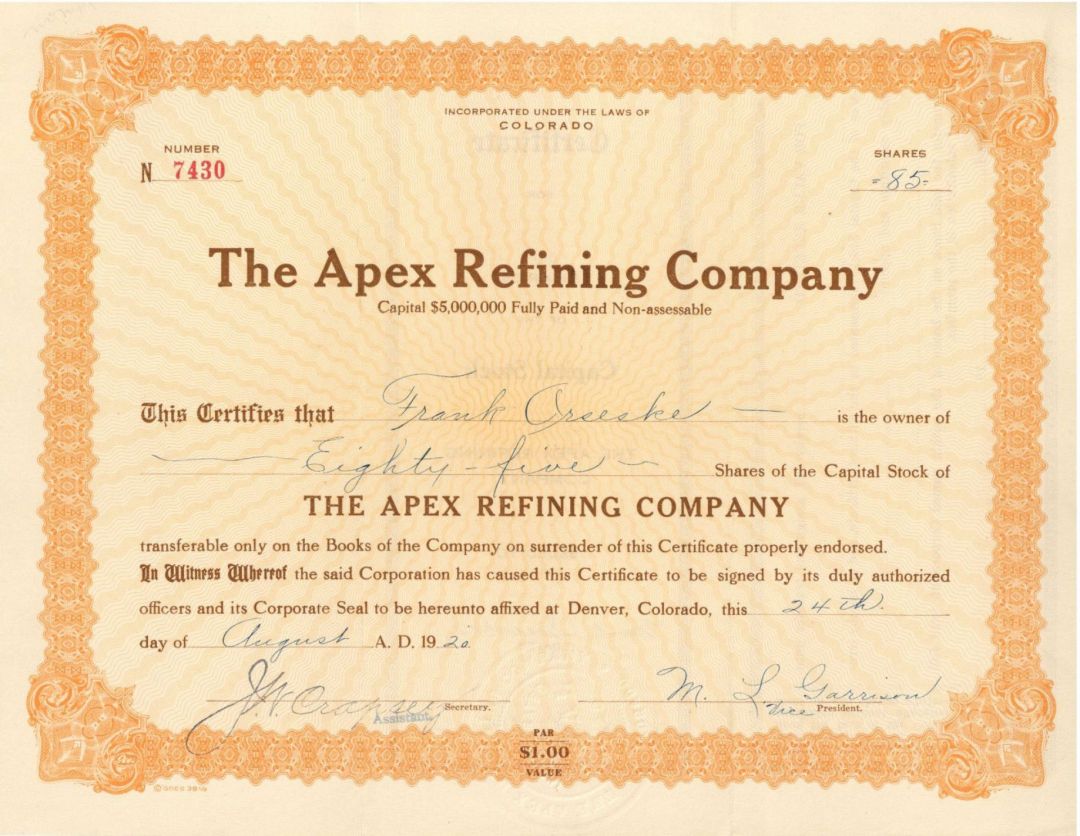 INCORPORATED UNDER THE LAWS OF
COLORADO
NUMBER
N 7430
SHARES
= 85 =
The Apex Refining Company
Capital $5,000,000 Fully Paid and Non-assessable
This Certifies that Frank Orseske — is the owner of
— Eighty-five — Shares of the Capital Stock of
THE APEX REFINING COMPANY
transferable only on the Books of the Company on surrender of this Certificate properly endorsed.
In Witness Whereof the said Corporation has caused this Certificate to be signed by its duly authorized
officers and its Corporate Seal to be hereunto affixed at Denver, Colorado, this 24th.
day of August A. D. 1920.
J.W. Crapsey Assistant Secretary.
M. L. Garrison Vice President.
PAR
$1.00
VALUE
© GOES 38½